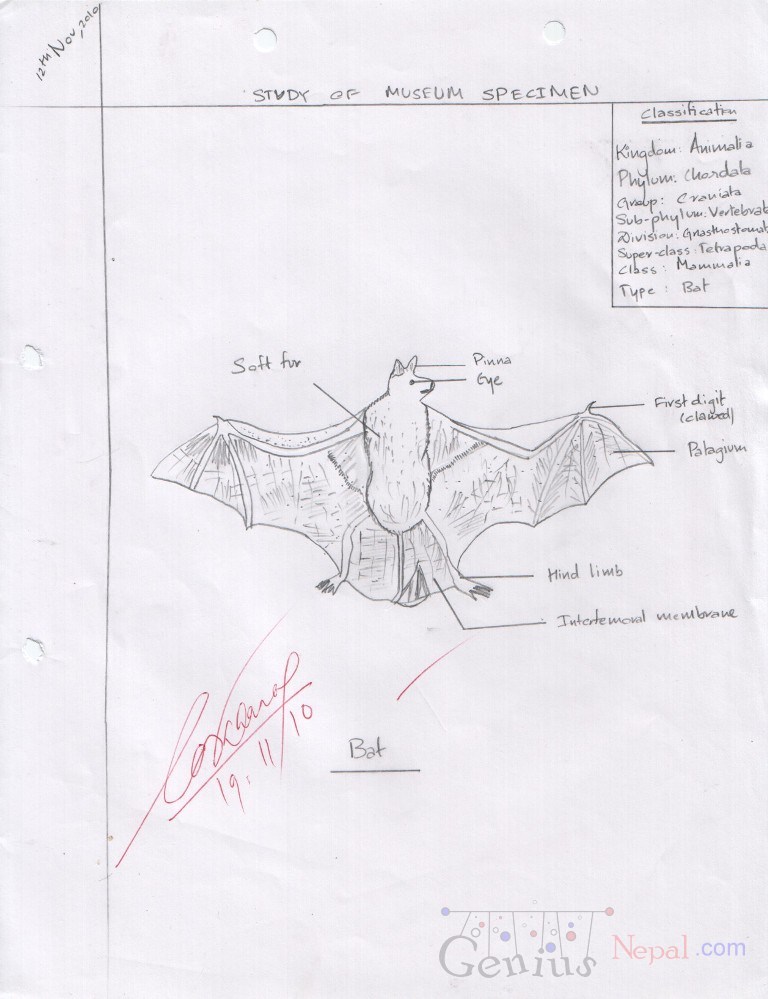 12th Nov, 2010
STUDY OF MUSEUM SPECIMEN
Classification
Kingdom: Animalia
Phylum: Chordata
Group: Craniata
Sub-phylum: Vertebrat
Division: Gnasthostomat
Super-class: Tetrapoda
Class: Mammalia
Type: Bat
Soft fur
Pinna
Eye
First digit
(clawed)
Patagium
Hind limb
Interfemoral membrane
19.11/10
Bat
Genius Nepal.com